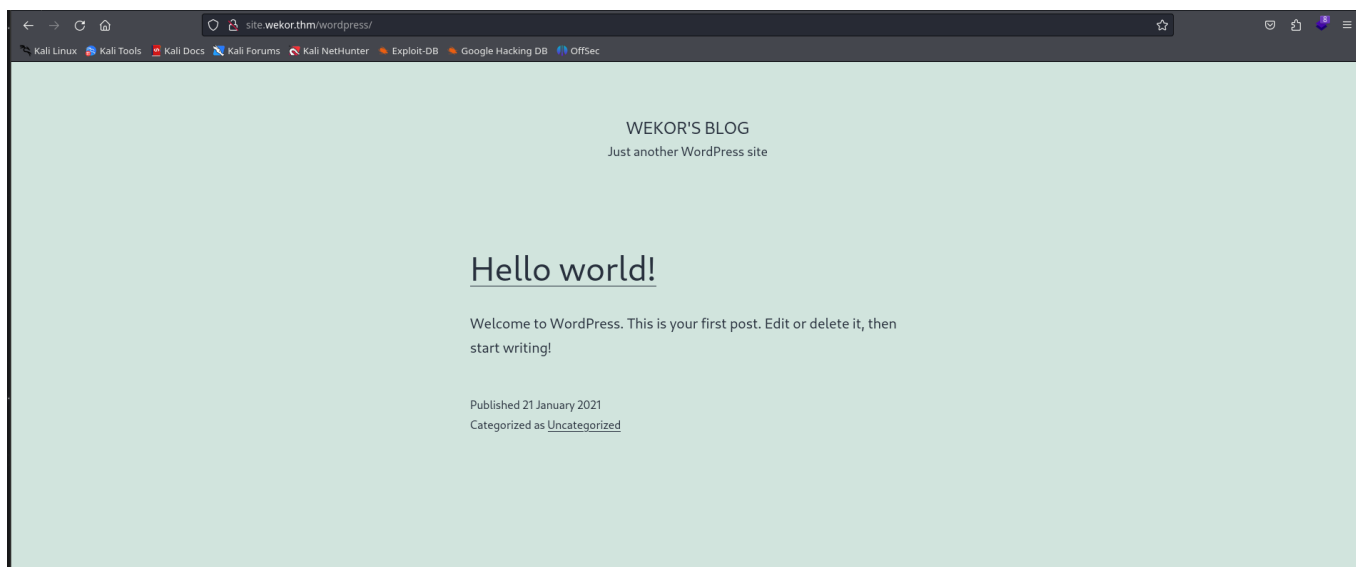 site.wekor.thm/wordpress/
8
Kali Linux Kali Tools Kali Docs Kali Forums Kali NetHunter Exploit-DB Google Hacking DB OffSec
WEKOR'S BLOG
Just another WordPress site
Hello world!
Welcome to WordPress. This is your first post. Edit or delete it, then
start writing!
Published 21 January 2021
Categorized as Uncategorized